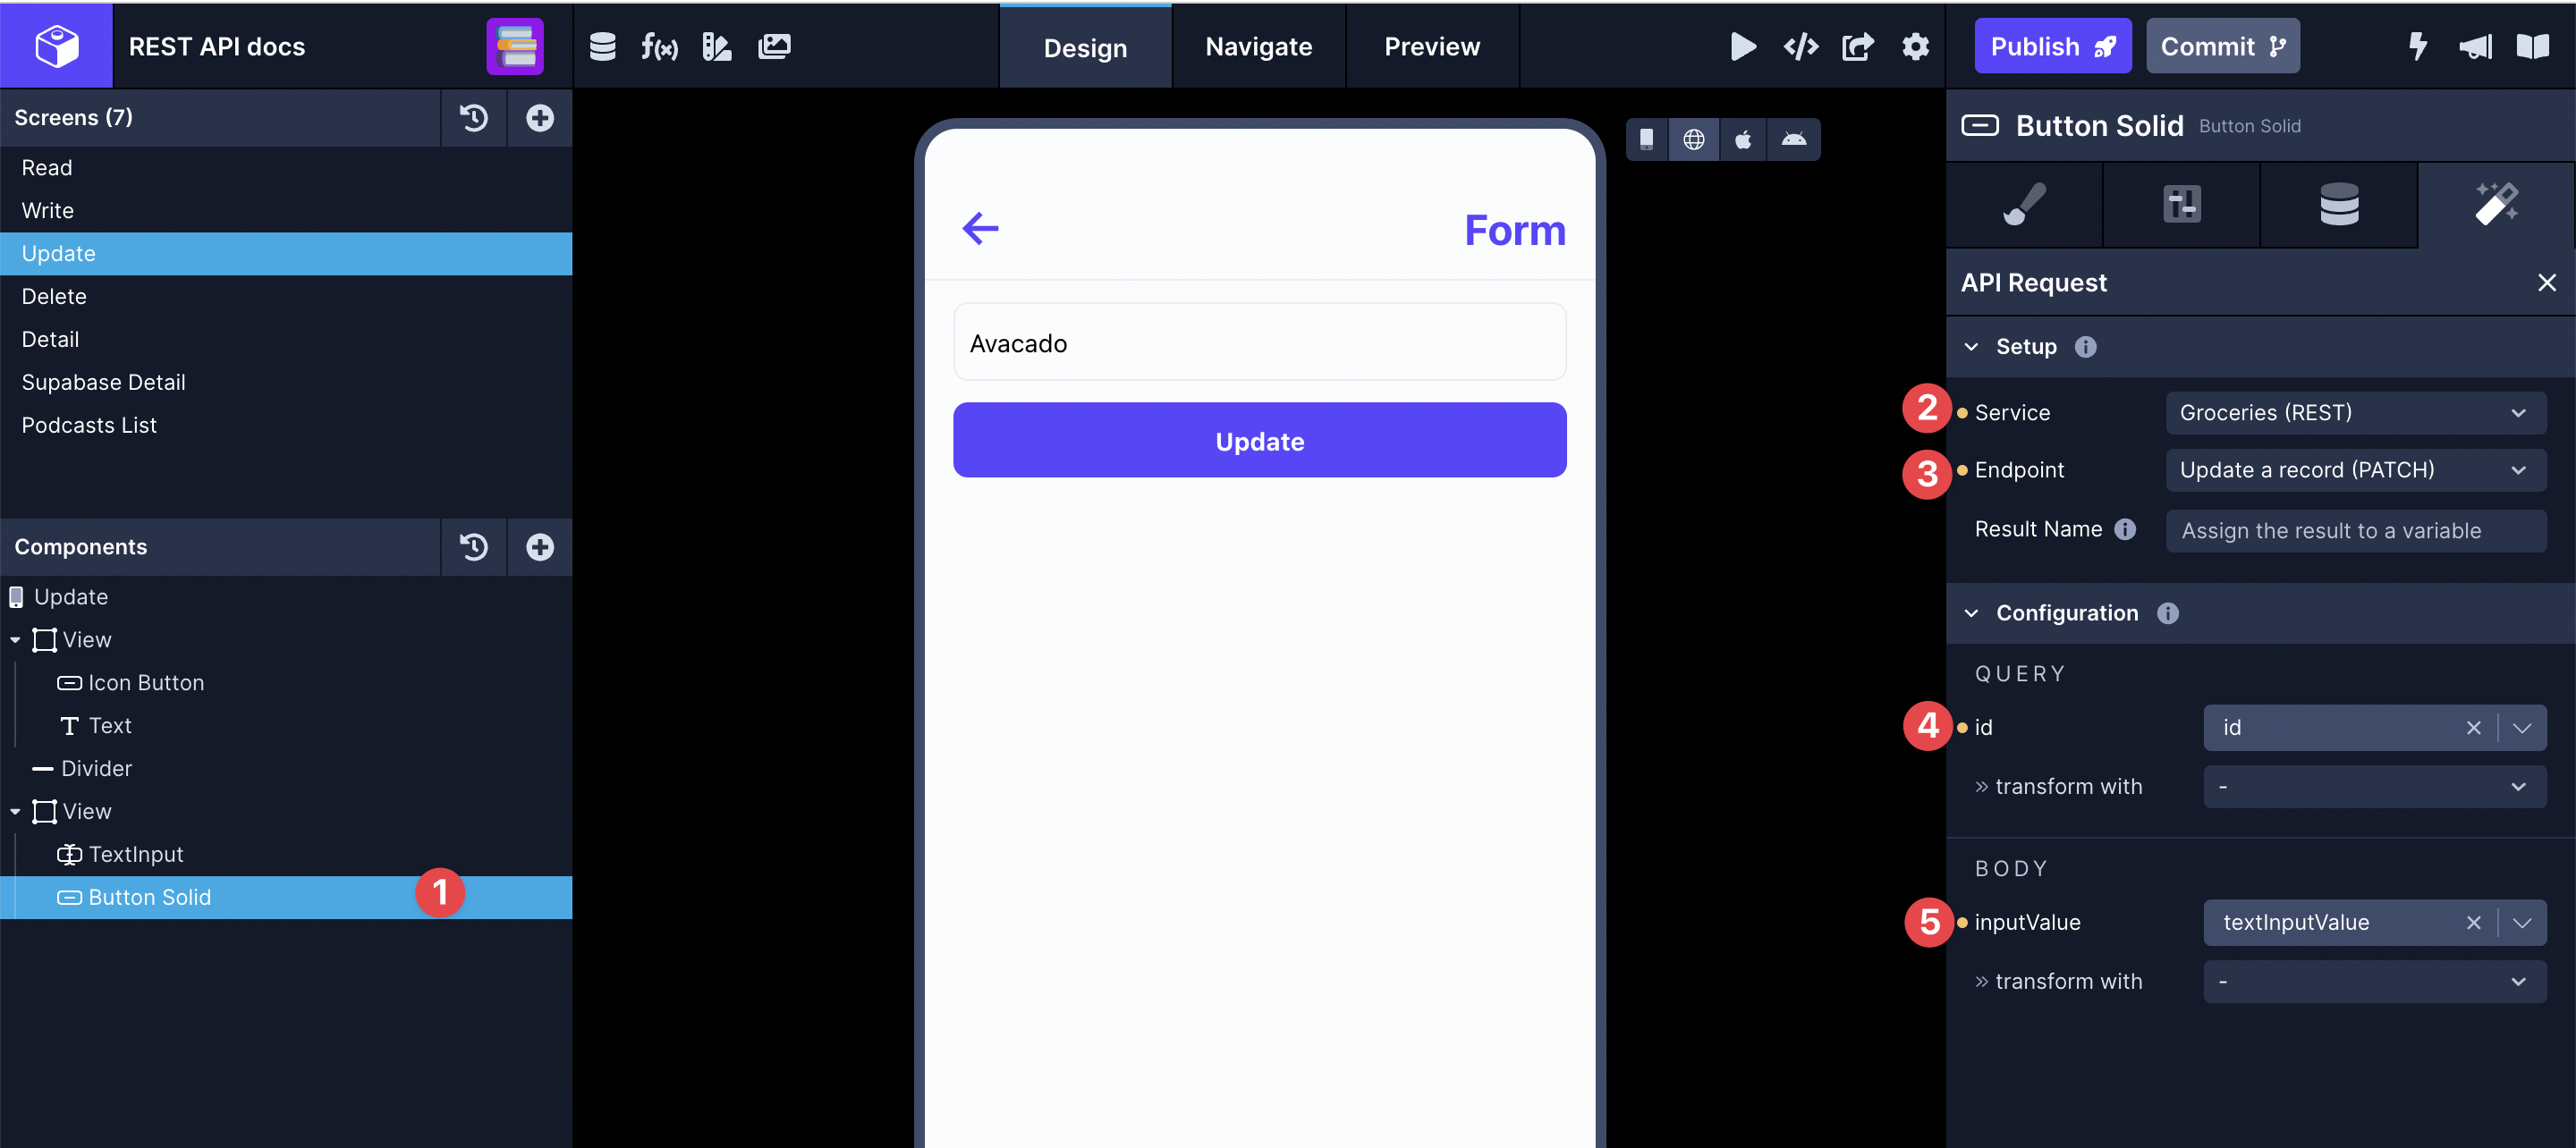 REST API docs
f(x)
Design
Navigate
Preview
Publish
Commit
Screens (7)
Read
Write
Update
Delete
Detail
Supabase Detail
Podcasts List
Components
Update
View
Icon Button
Text
Divider
View
TextInput
Button Solid
1
Form
Avacado
Update
Button Solid Button Solid
API Request
Setup
2 Service Groceries (REST)
3 Endpoint Update a record (PATCH)
Result Name Assign the result to a variable
Configuration
QUERY
4 id id
» transform with -
BODY
5 inputValue textInputValue
» transform with -